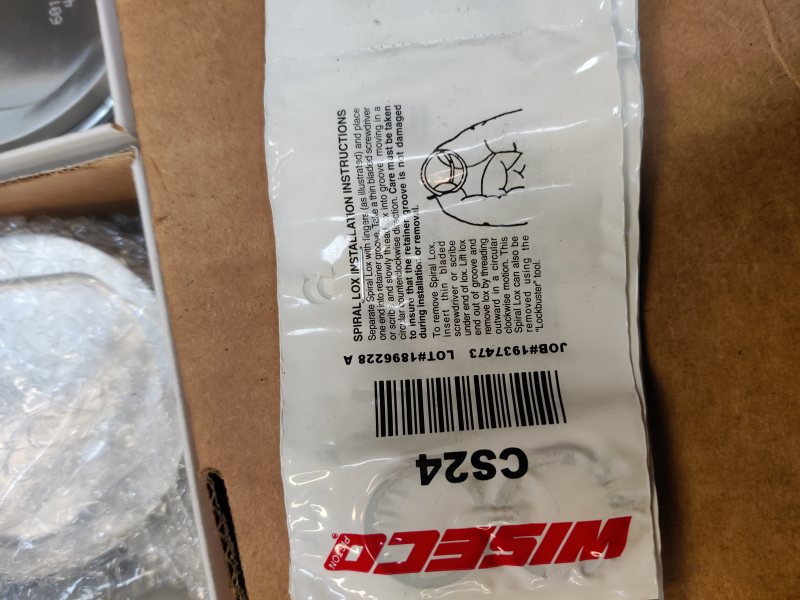 SPIRAL LOX INSTALLATION INSTRUCTIONS
Separate Spiral Lox with fingers (as illustrated) and place
one end into retainer groove. Take a thin bladed screwdriver
or scribe and slowly thread lox into groove moving in a
circular counterclockwise direction. Care must be taken
to insure that the retainer groove is not damaged
during installation or removal.
To remove Spiral Lox,
insert thin bladed
screwdriver or scribe
under end of lox. Lift lox
end out of groove and
remove lox by threading
outward in a circular
clockwise motion. This
Spiral Lox can also be
removed using the
"Lockbuster" tool.
JOB#1937473 LOT#1896228 A
CS24
WISECO
PISTON
®
601